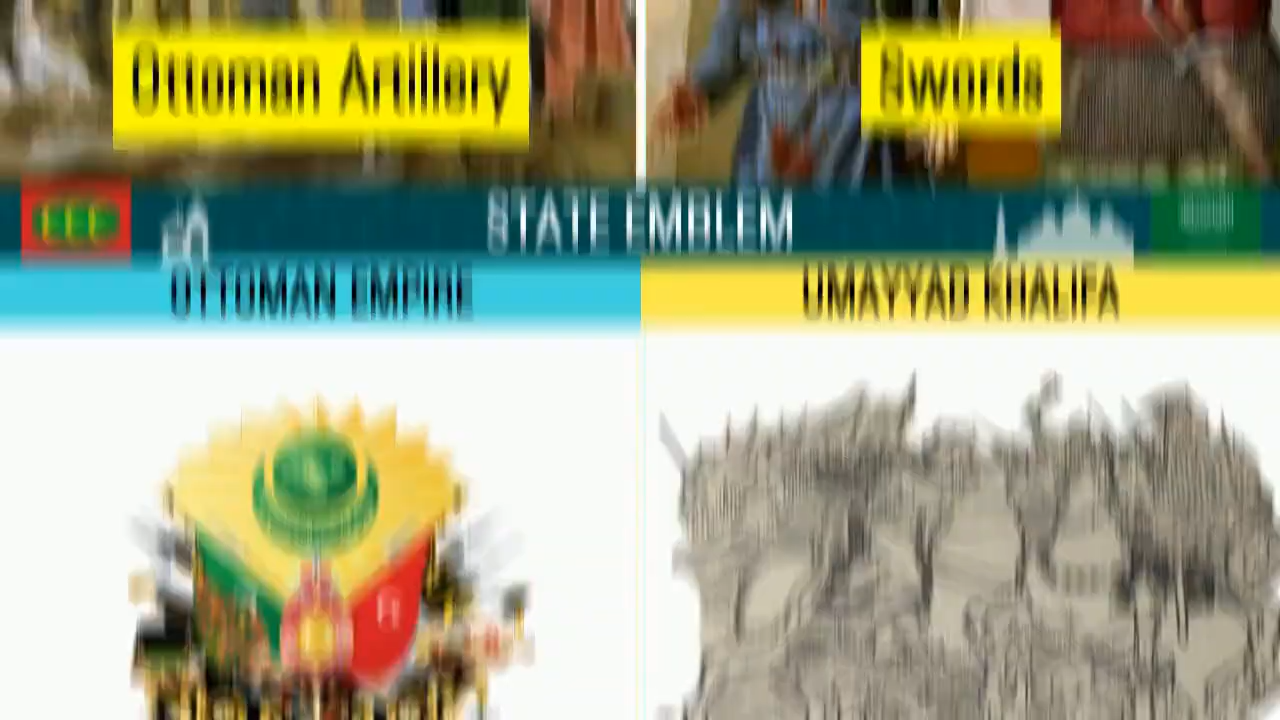 Ottoman Artillery
Swords
STATE EMBLEM
OTTOMAN EMPIRE
UMAYYAD KHALIFA